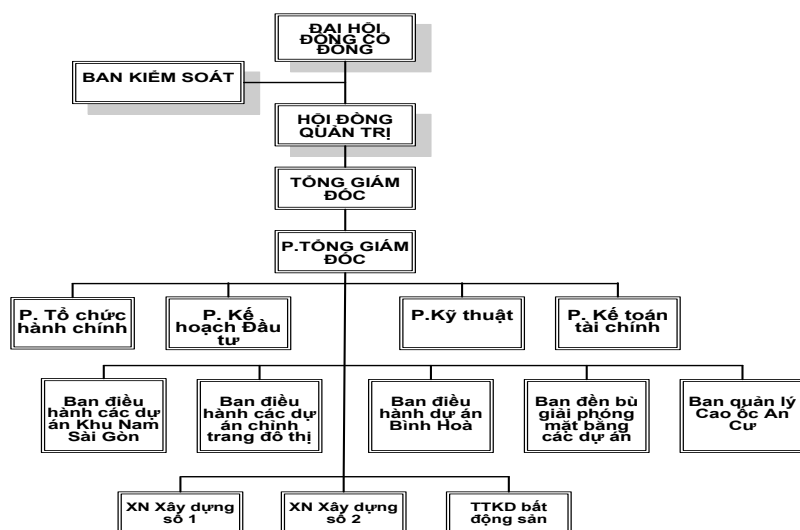 ĐẠI HỘI
ĐỒNG CỔ
ĐÔNG
BAN KIỂM SOÁT
HỘI ĐỒNG
QUẢN TRỊ
TỔNG GIÁM
ĐỐC
P.TỔNG GIÁM
ĐỐC
P. Tổ chức
hành chính
P. Kế
hoạch Đầu
tư
P.Kỹ thuật
P. Kế toán
tài chính
Ban điều
hành các dự
án Khu Nam
Sài Gòn
Ban điều
hành các dự
án chỉnh
trang đô thị
Ban điều
hành dự án
Bình Hoà
Ban đền bù
giải phóng
mặt bằng
các dự án
Ban quản lý
Cao ốc An
Cư
XN Xây dựng
số 1
XN Xây dựng
số 2
TTKD bất
động sản